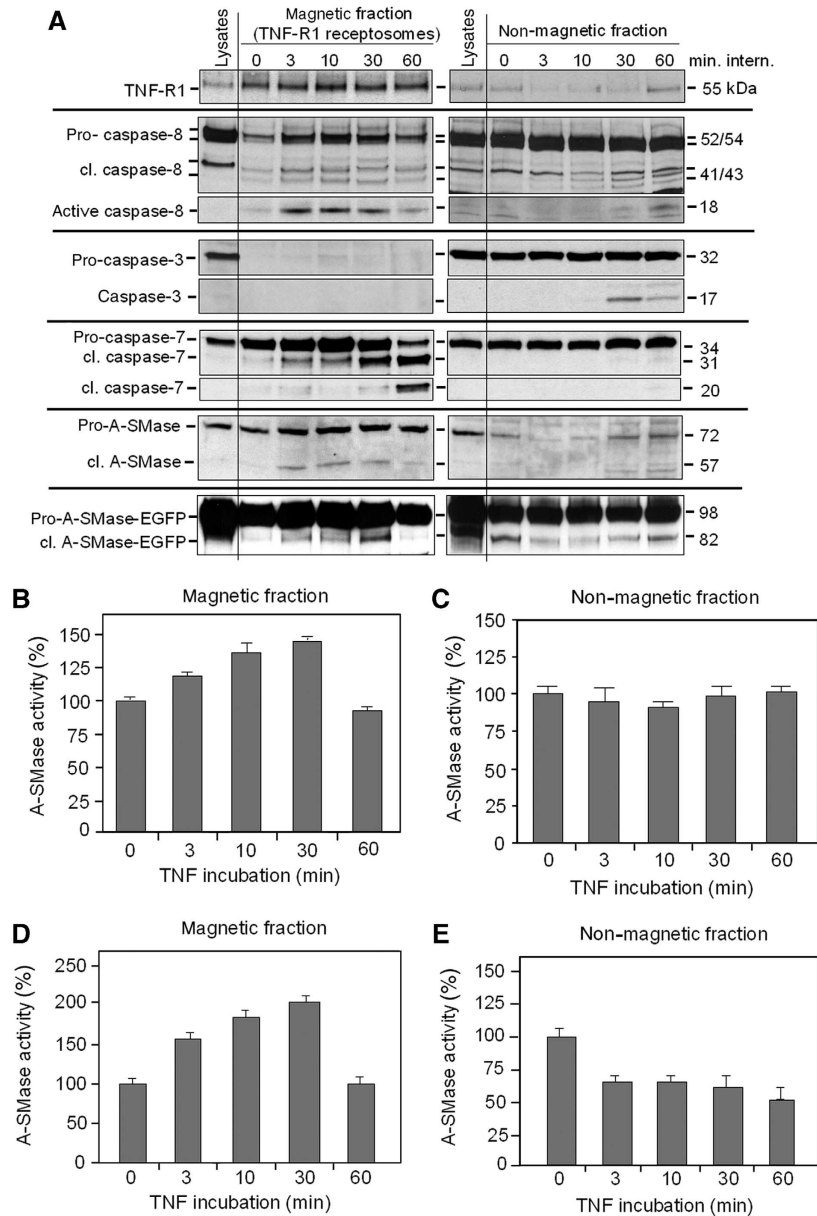 A
Lysates
Magnetic fraction
(TNF-R1 receptosomes)
0 3 10 30 60
Lysates
Non-magnetic fraction
0 3 10 30 60 min. intern.
TNF-R1 55 kDa
Pro- caspase-8 52/54
cl. caspase-8 41/43
Active caspase-8 18
Pro-caspase-3 32
Caspase-3 17
Pro-caspase-7 34
cl. caspase-7 31
cl. caspase-7 20
Pro-A-SMase 72
cl. A-SMase 57
Pro-A-SMase-EGFP 98
cl. A-SMase-EGFP 82
B
Magnetic fraction
A-SMase activity (%)
150
125
100
75
50
25
0
0 3 10 30 60
TNF incubation (min)
C
Non-magnetic fraction
A-SMase activity (%)
150
125
100
75
50
25
0
0 3 10 30 60
TNF incubation (min)
D
Magnetic fraction
A-SMase activity (%)
250
200
150
100
50
0
0 3 10 30 60
TNF incubation (min)
E
Non-magnetic fraction
A-SMase activity (%)
150
125
100
75
50
25
0
0 3 10 30 60
TNF incubation (min)